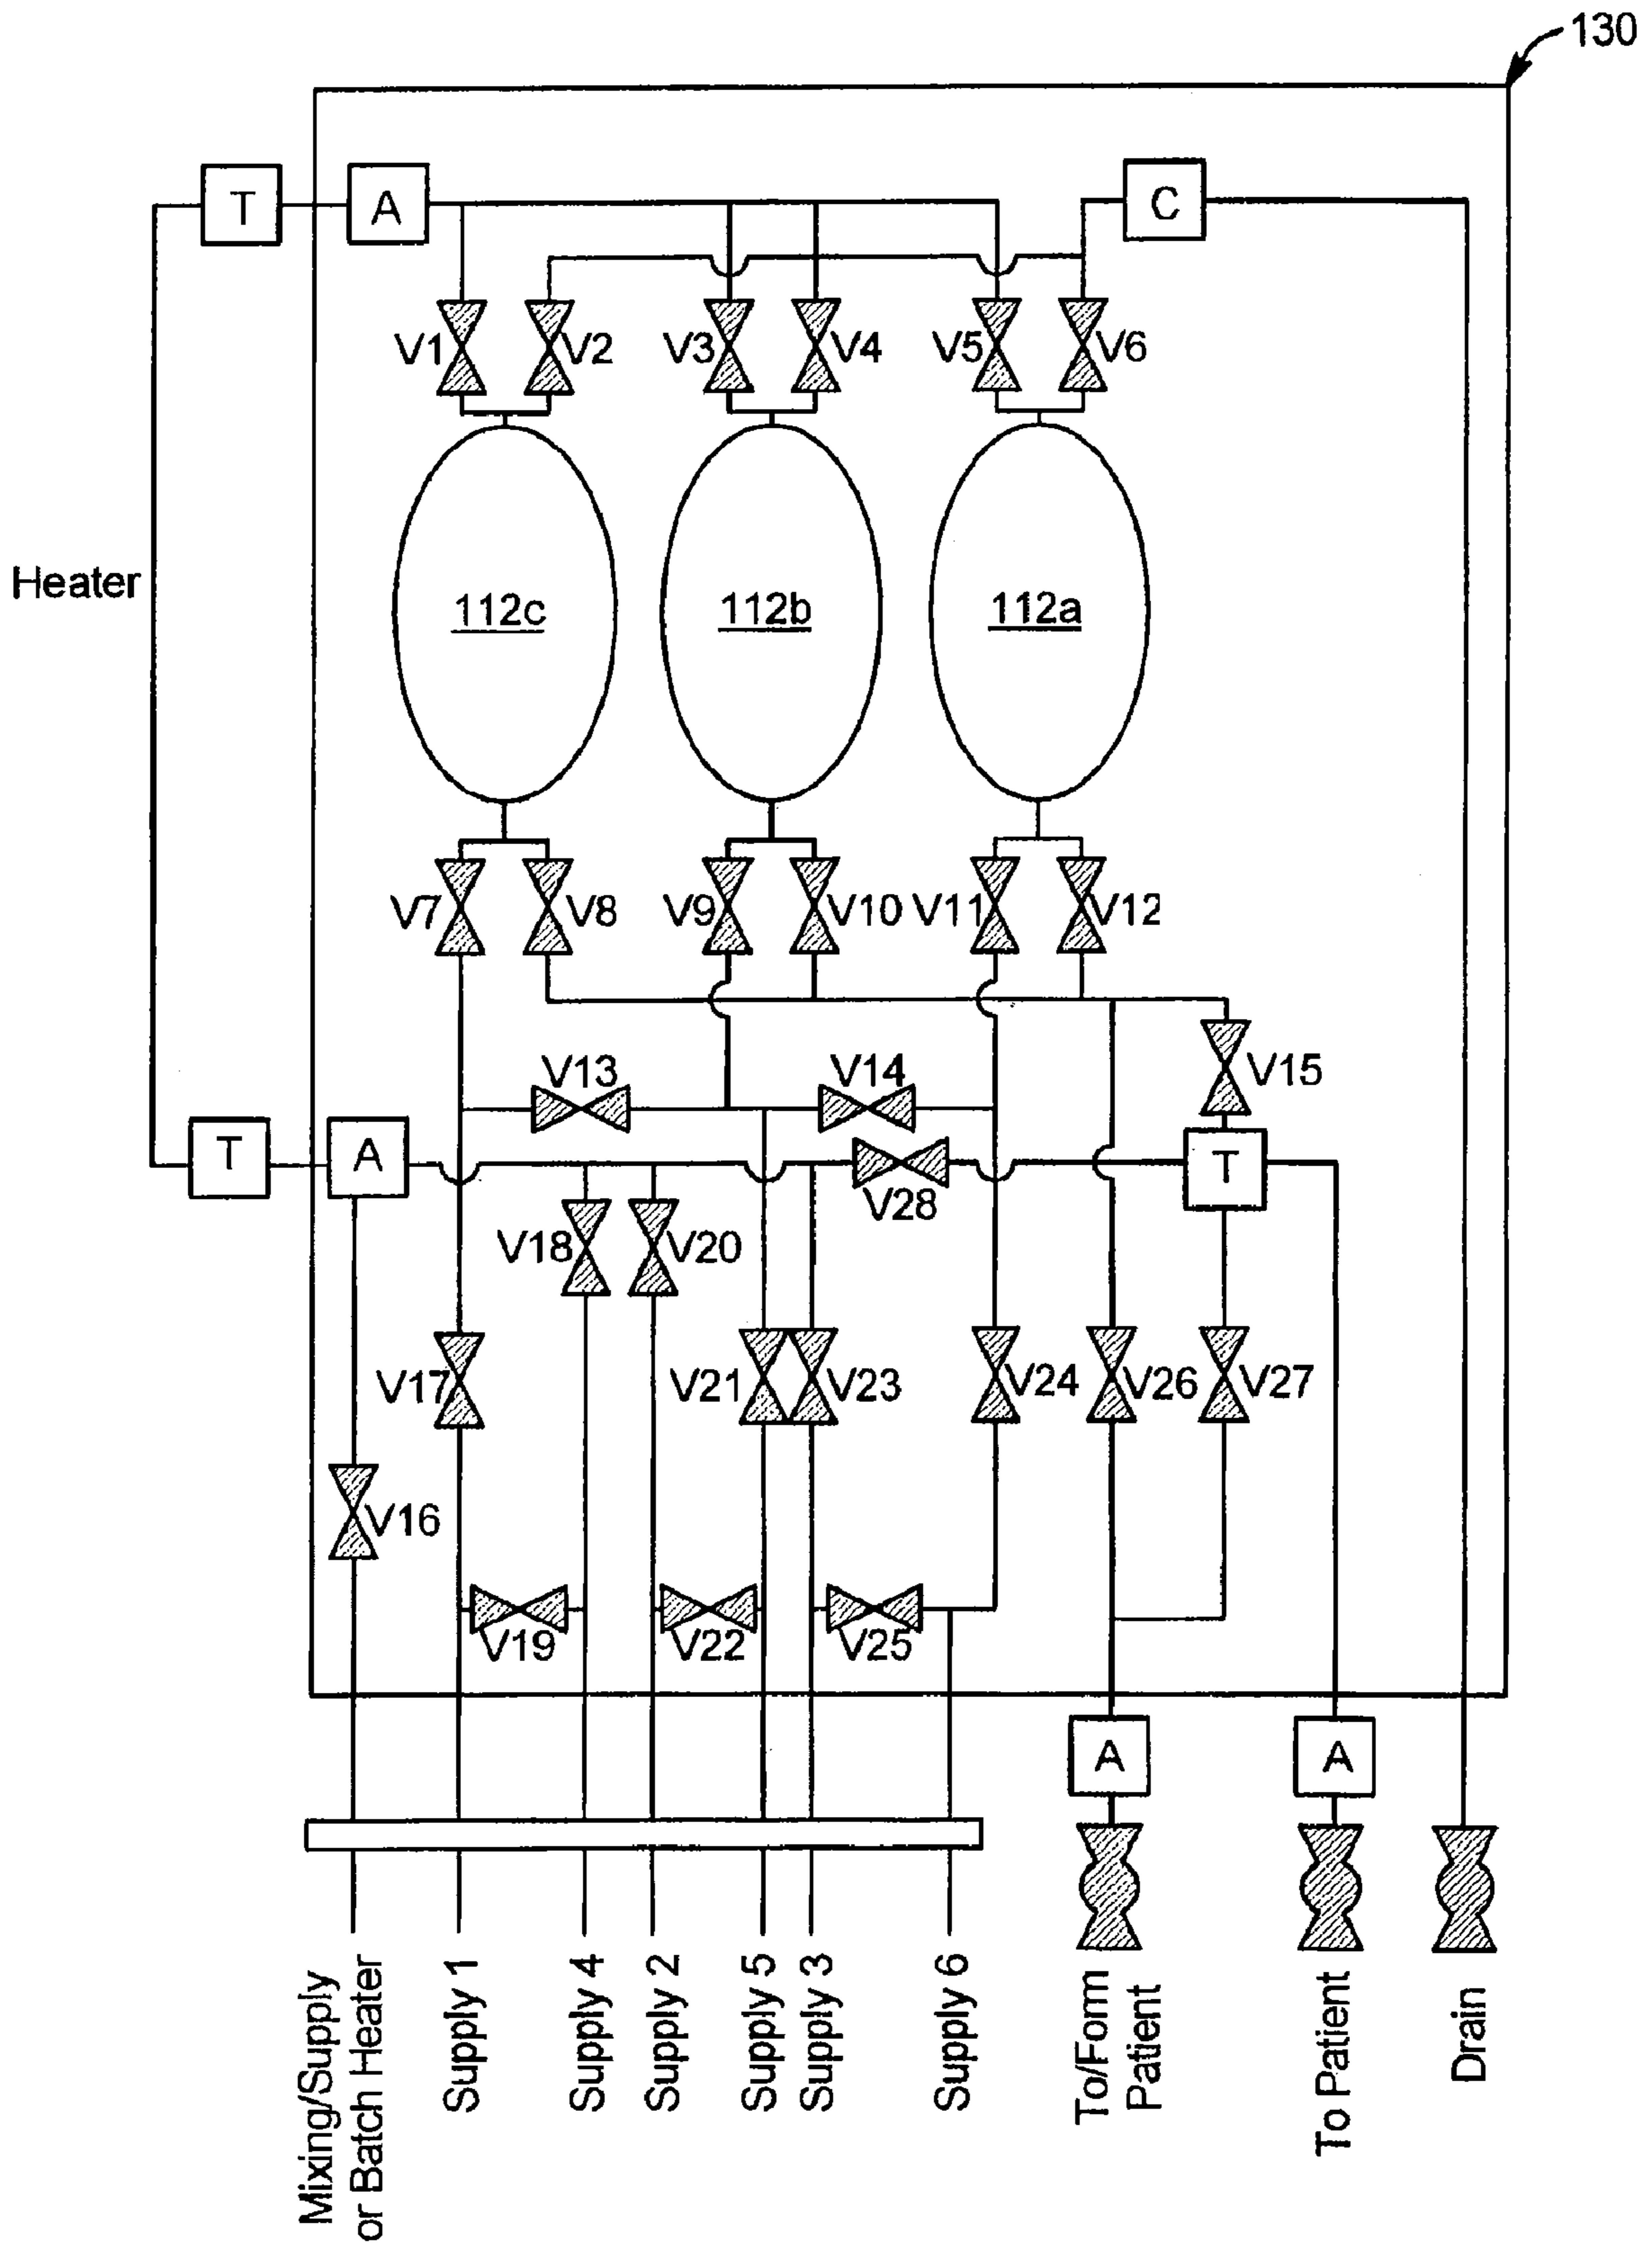 130
T
A
C
V1
V2
V3
V4
V5
V6
Heater
112c
112b
112a
V7
V8
V9
V10
V11
V12
V13
V14
V15
T
A
V28
T
V18
V20
V17
V21
V23
V24
V26
V27
V16
V19
V22
V25
A
A
Mixing/Supply
or Batch Heater
Supply 1
Supply 4
Supply 2
Supply 5
Supply 3
Supply 6
To/Form
Patient
To Patient
Drain